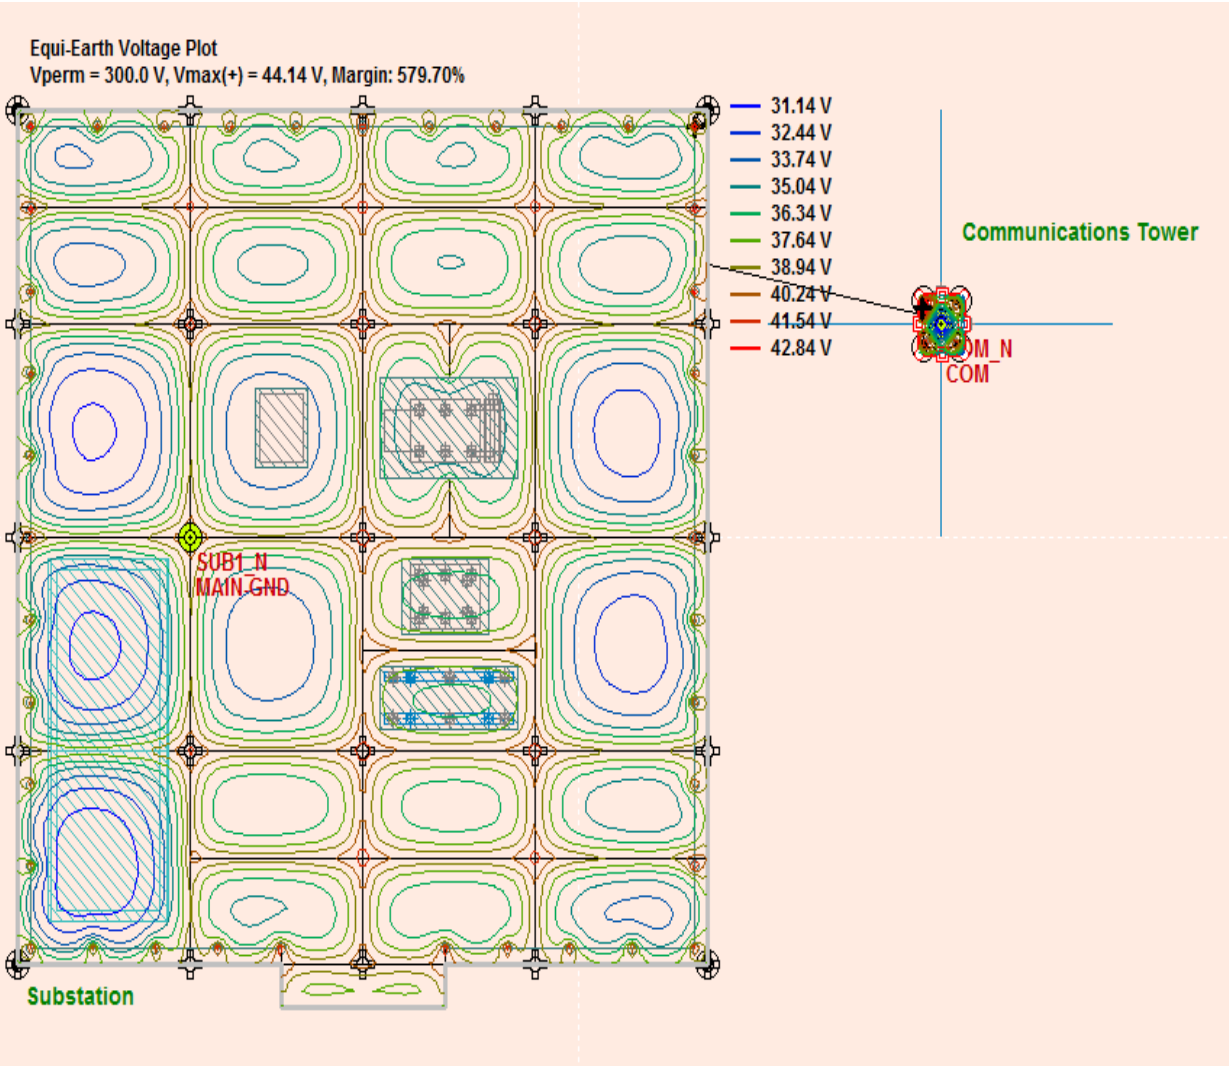 Equi-Earth Voltage Plot
Vperm = 300.0 V, Vmax(+) = 44.14 V, Margin: 579.70%
31.14 V
32.44 V
33.74 V
35.04 V
36.34 V
37.64 V
38.94 V
40.24 V
41.54 V
42.84 V
Communications Tower
OM_N
COM
SUB1_N
MAIN-GND
Substation